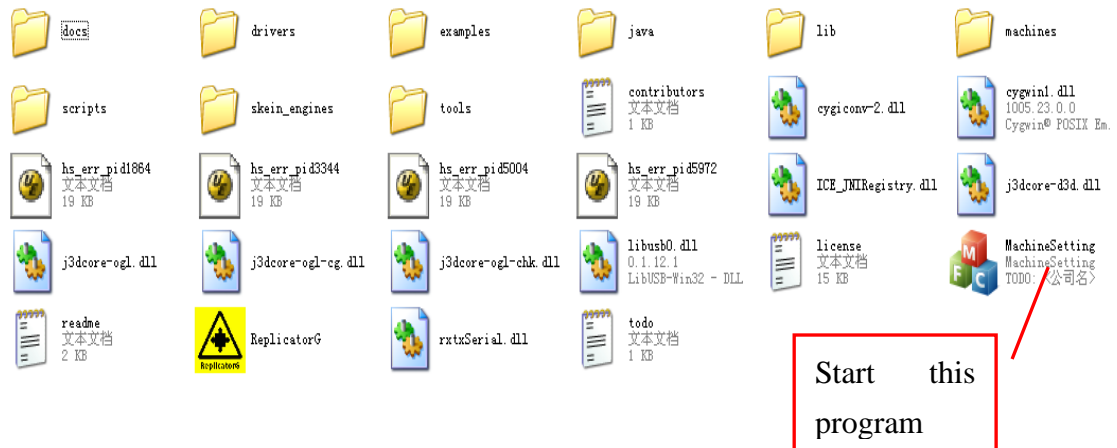 docs
drivers
examples
java
lib
machines
scripts
skein_engines
tools
contributors
文本文档
1 KB
cygiconv-2.dll
cygwin1.dll
1005.23.0.0
Cygwin® POSIX Em.
hs_err_pid1864
文本文档
19 KB
hs_err_pid3344
文本文档
19 KB
hs_err_pid5004
文本文档
19 KB
hs_err_pid5972
文本文档
19 KB
ICE_JNIRegistry.dll
j3dcore-d3d.dll
j3dcore-ogl.dll
j3dcore-ogl-cg.dll
j3dcore-ogl-chk.dll
libusb0.dll
0.1.12.1
LibUSB-Win32 - DLL
license
文本文档
15 KB
M
F C
MachineSetting
MachineSetting
TODO: <公司名>
readme
文本文档
2 KB
ReplicatorG
ReplicatorG
rxtxSerial.dll
todo
文本文档
1 KB
Start this
program